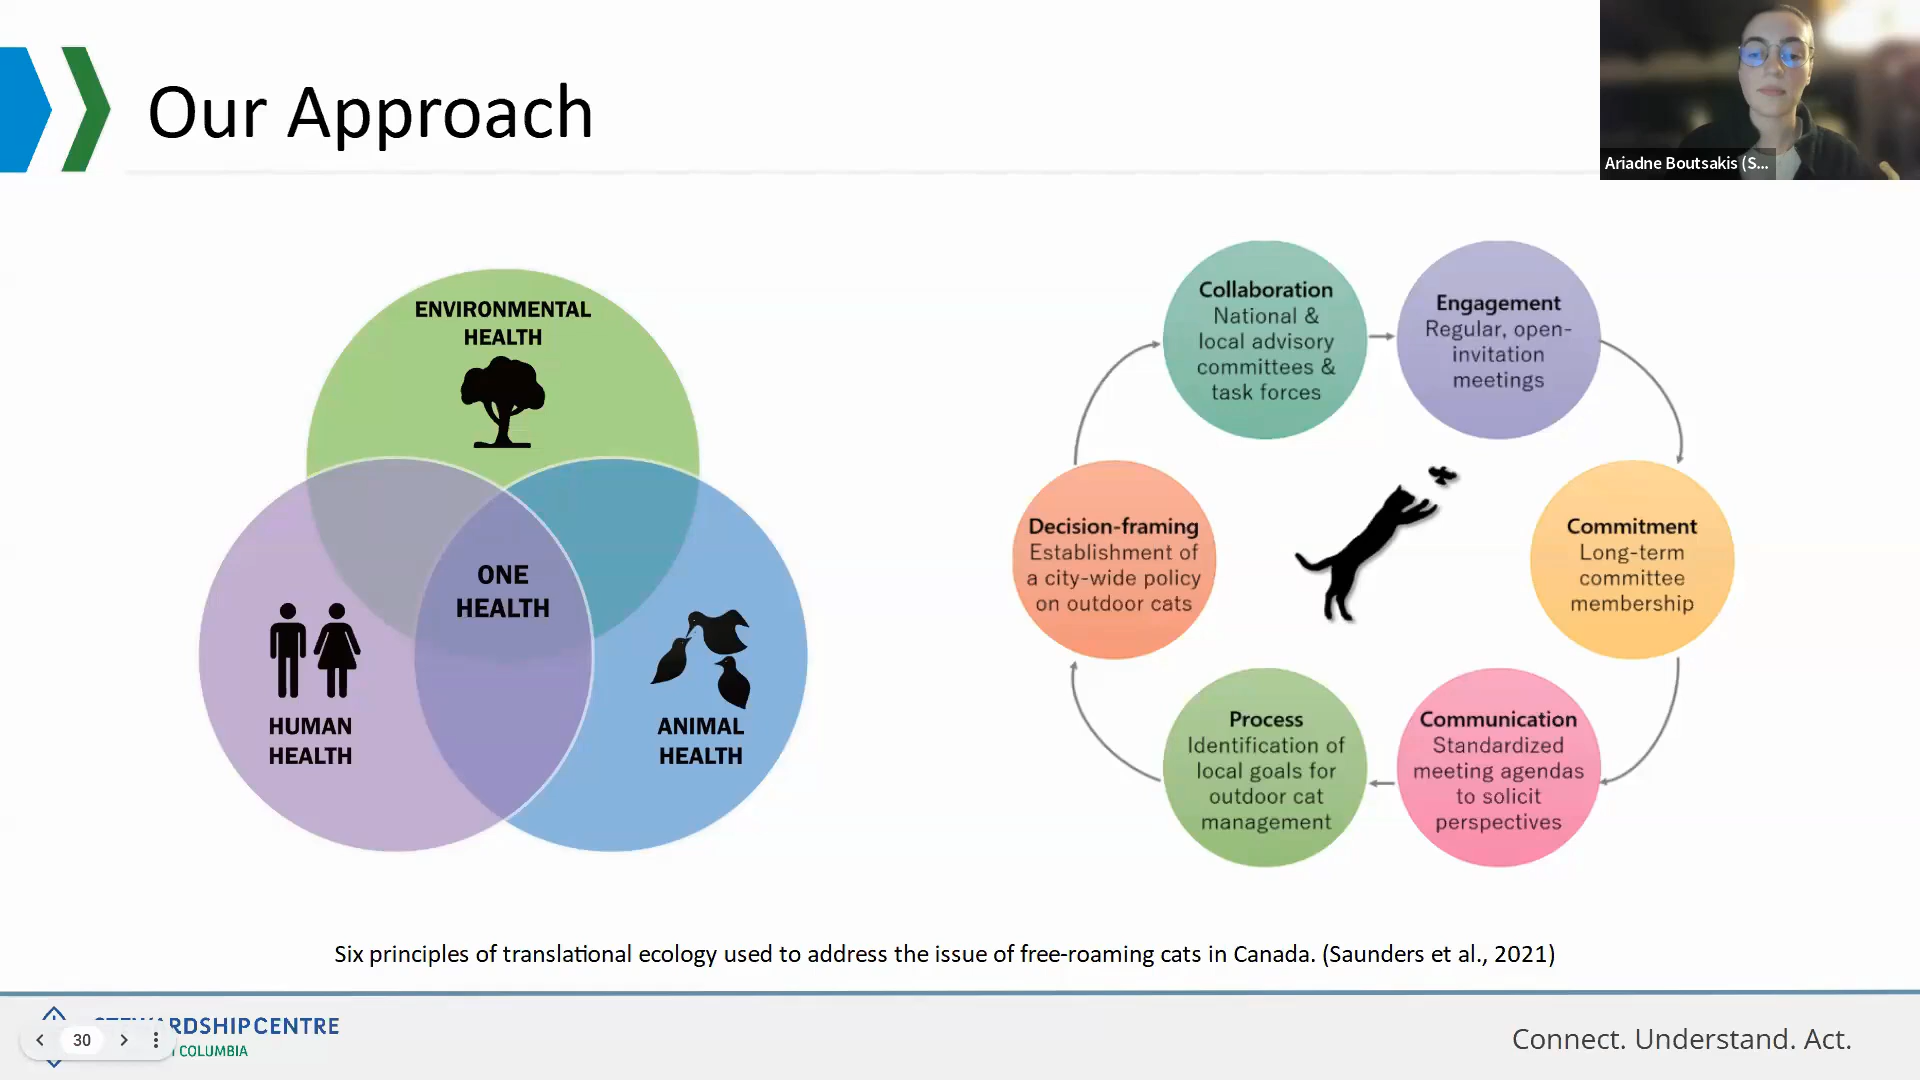 Our Approach
Ariadne Boutsakis (S...
ENVIRONMENTAL
HEALTH
ONE
HEALTH
HUMAN
HEALTH
ANIMAL
HEALTH
Collaboration
National &
local advisory
committees &
task forces
Engagement
Regular, open-
invitation
meetings
Commitment
Long-term
committee
membership
Communication
Standardized
meeting agendas
to solicit
perspectives
Process
Identification of
local goals for
outdoor cat
management
Decision-framing
Establishment of
a city-wide policy
on outdoor cats
Six principles of translational ecology used to address the issue of free-roaming cats in Canada. (Saunders et al., 2021)
STEWARDSHIP CENTRE
COLUMBIA
30
Connect. Understand. Act.